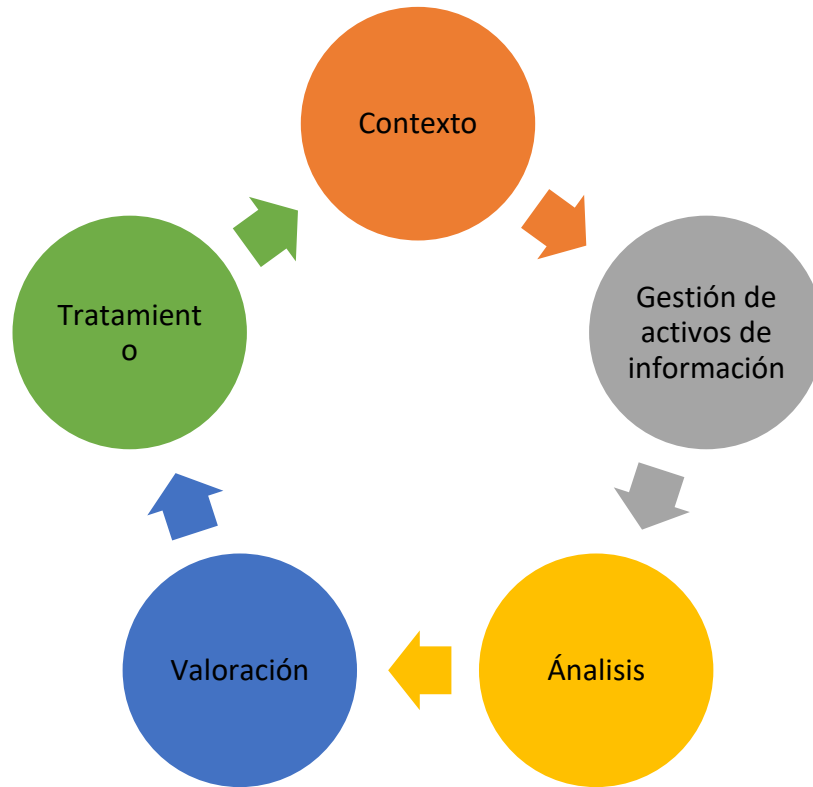 Contexto
Gestión de
activos de
información
Ánalisis
Valoración
Tratamient
o